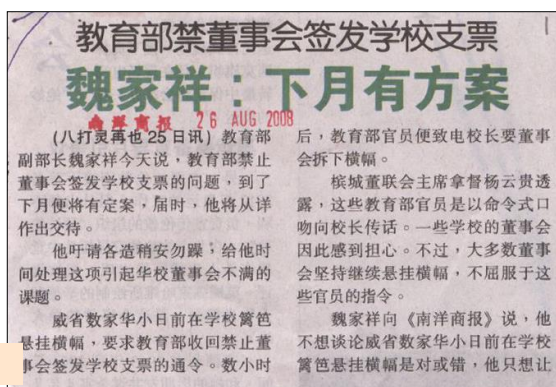 教育部禁董事会签发学校支票
魏家祥：下月有方案
南洋商报 26 AUG 2008
(八打灵再也25日讯) 教育部
副部长魏家祥今天说，教育部禁止
董事会签发学校支票的问题，到了
下月便将有定案，届时，他将从详
作出交待。
他吁请各造稍安勿躁，给他时
间处理这项引起华校董事会不满的
课题。
威省数家华小日前在学校篱笆
悬挂横幅，要求教育部收回禁止董
事会签发学校支票的通令。数小时
后，教育部官员便致电校长要董事
会拆下横幅。
槟城董联会主席拿督杨云贵透
露，这些教育部官员是以命令式口
吻向校长传话。一些学校的董事会
因此感到担心。不过，大多数董事
会坚持继续悬挂横幅，不屈服于这
些官员的指令。
魏家祥向《南洋商报》说，他
不想谈论威省数家华小日前在学校
篱笆悬挂横幅是对或错，他只想让